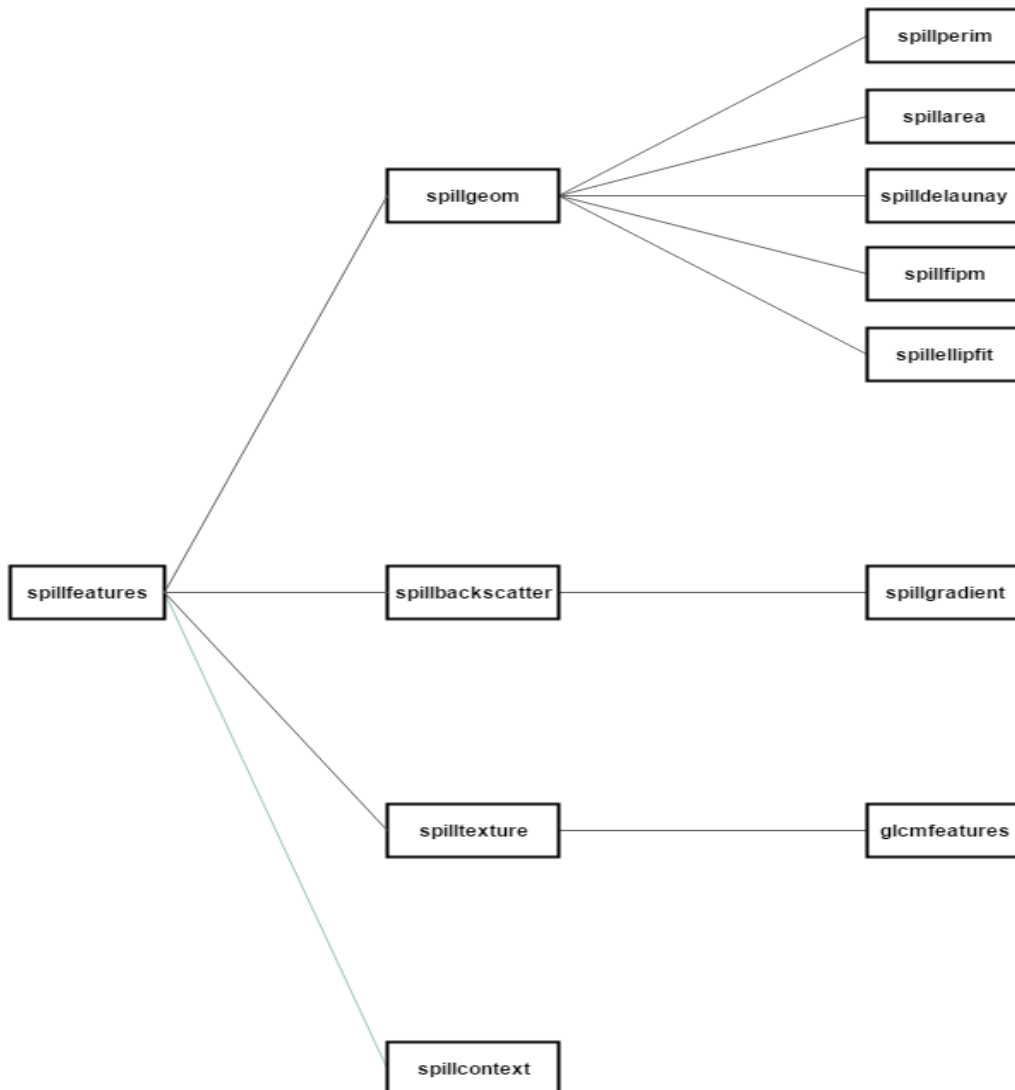 spillperim
spillarea
spillgeom
spilldelaunay
spillfipm
spillellipfit
spillfeatures
spillbackscatter
spillgradient
spilltexture
glcmfeatures
spillcontext